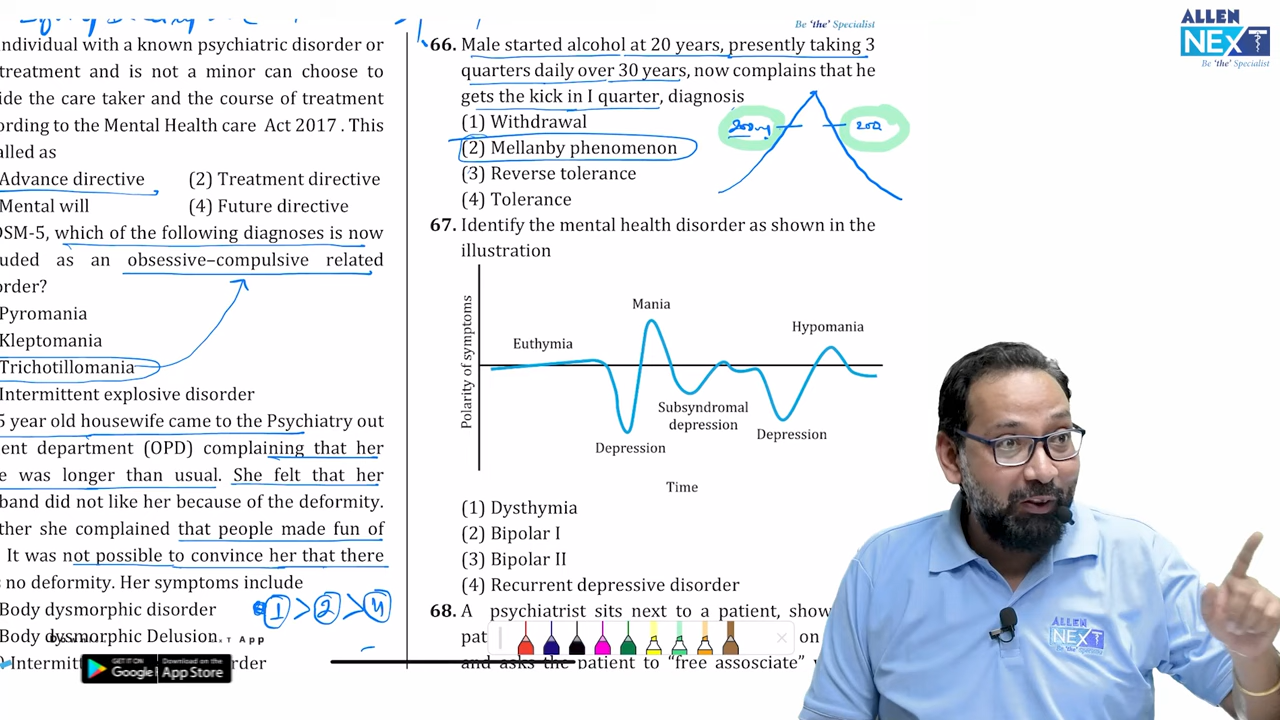 individual with a known psychiatric disorder or
treatment and is not a minor can choose to
ide the care taker and the course of treatment
ording to the Mental Health care Act 2017 . This
alled as
Advance directive (2) Treatment directive
Mental will (4) Future directive
OSM-5, which of the following diagnoses is now
uded as an obsessive–compulsive related
order?
Pyromania
Kleptomania
Trichotillomania
Intermittent explosive disorder
5 year old housewife came to the Psychiatry out
ent department (OPD) complaining that her
e was longer than usual. She felt that her
band did not like her because of the deformity.
ther she complained that people made fun of
It was not possible to convince her that there
s no deformity. Her symptoms include
Body dysmorphic disorder
1 > 2 > 4
Body dysmorphic Delusion
App
Intermitt
rder
GET IT ON
Google
Download on the
App Store
Be 'the' Specialist
66. Male started alcohol at 20 years, presently taking 3
quarters daily over 30 years, now complains that he
gets the kick in I quarter, diagnosis
(1) Withdrawal
(2) Mellanby phenomenon
(3) Reverse tolerance
(4) Tolerance
200
67. Identify the mental health disorder as shown in the
illustration
Polarity of symptoms
Euthymia
Mania
Hypomania
Subsyndromal
depression
Depression
Depression
Time
(1) Dysthymia
(2) Bipolar I
(3) Bipolar II
(4) Recurrent depressive disorder
68. A psychiatrist sits next to a patient, show
pat
on
and asks the patient to “free assosciate”
ALLEN
NEXT
Be 'the' Specialist
ALLEN
NEXT